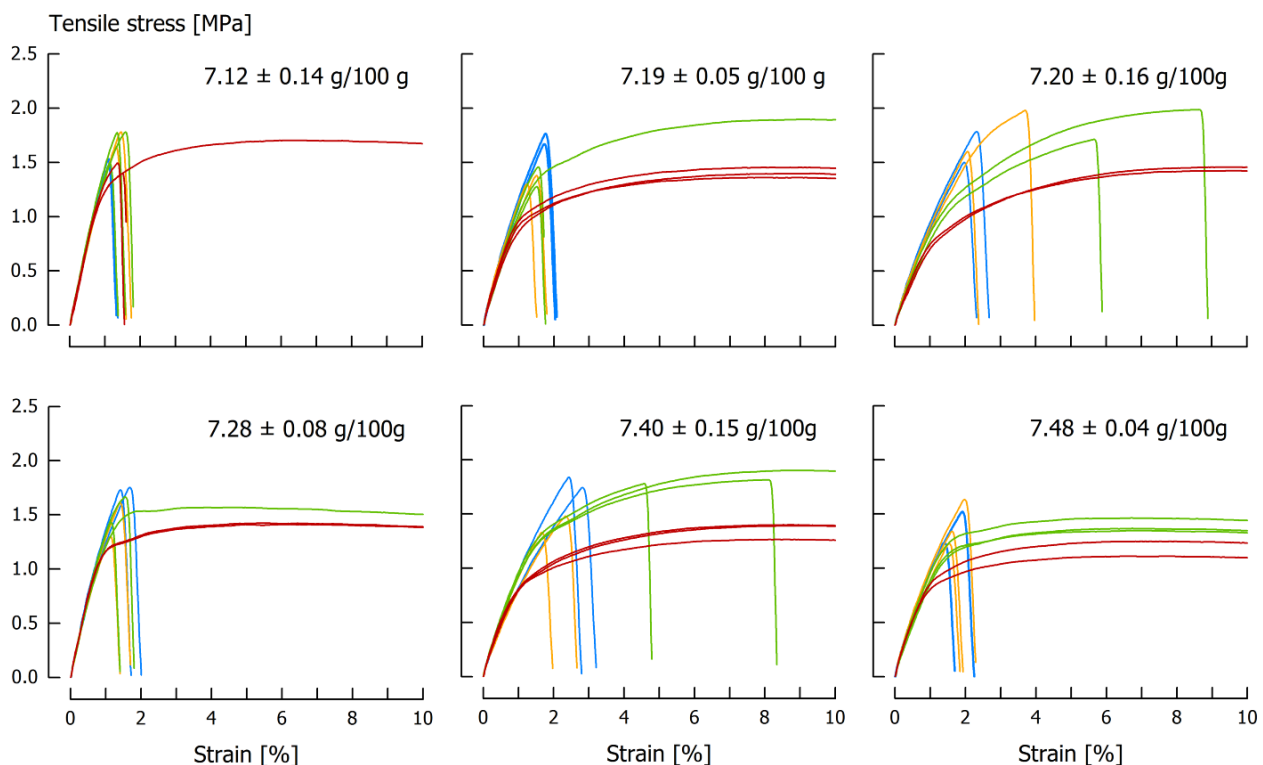 Tensile stress [MPa]
2.5
7.12 ± 0.14 g/100 g
7.19 ± 0.05 g/100 g
7.20 ± 0.16 g/100g
2.0
1.5
1.0
0.5
0.0
2.5
7.28 ± 0.08 g/100g
7.40 ± 0.15 g/100g
7.48 ± 0.04 g/100g
2.0
1.5
1.0
0.5
0.0
0 2 4 6 8 10 0 2 4 6 8 10 0 2 4 6 8 10
Strain [%] Strain [%] Strain [%]